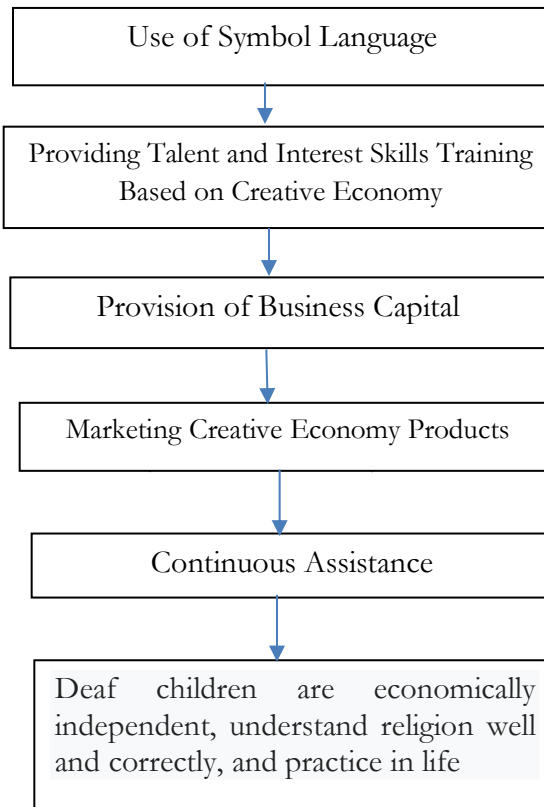 Use of Symbol Language
Providing Talent and Interest Skills Training
Based on Creative Economy
Provision of Business Capital
Marketing Creative Economy Products
Continuous Assistance
Deaf children are economically
independent, understand religion well
and correctly, and practice in life